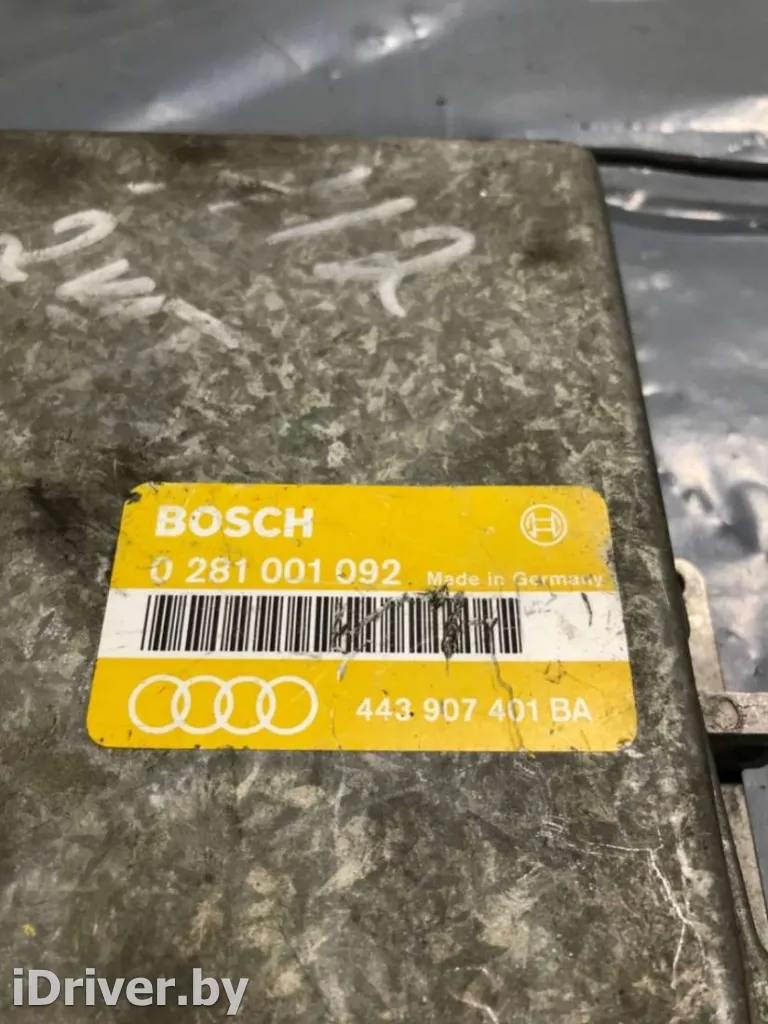 BOSCH
0 281 001 092 Made in Germany
443 907 401 BA
iDriver.by